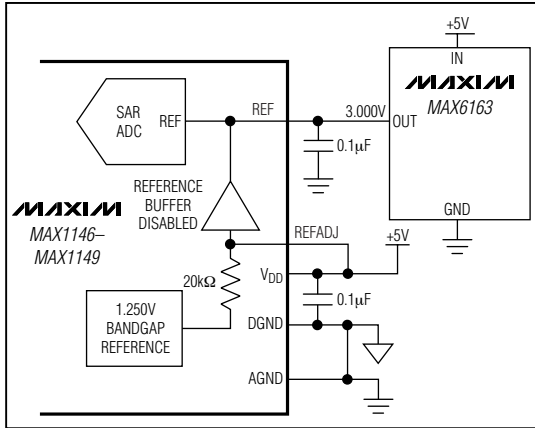 +5V
IN
MAXIM
MAX6163
3.000V
OUT
GND
SAR
ADC
REF
REF
0.1µF
REFERENCE
BUFFER
DISABLED
MAXIM
MAX1146–
MAX1149
REFADJ
+5V
20kΩ
VDD
0.1µF
1.250V
BANDGAP
REFERENCE
DGND
AGND